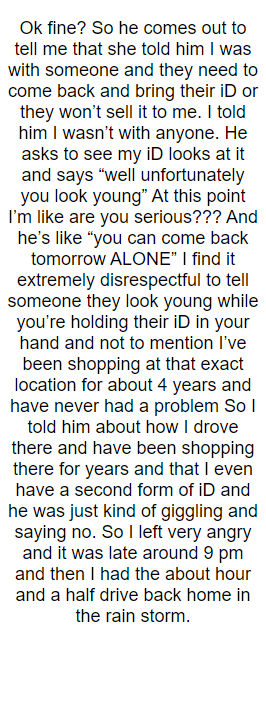 Ok fine? So he comes out to
tell me that she told him I was
with someone and they need to
come back and bring their iD or
they won’t sell it to me. I told
him I wasn’t with anyone. He
asks to see my iD looks at it
and says “well unfortunately
you look young” At this point
I’m like are you serious??? And
he’s like “you can come back
tomorrow ALONE” I find it
extremely disrespectful to tell
someone they look young while
you’re holding their iD in your
hand and not to mention I’ve
been shopping at that exact
location for about 4 years and
have never had a problem So I
told him about how I drove
there and have been shopping
there for years and that I even
have a second form of iD and
he was just kind of giggling and
saying no. So I left very angry
and it was late around 9 pm
and then I had the about hour
and a half drive back home in
the rain storm.